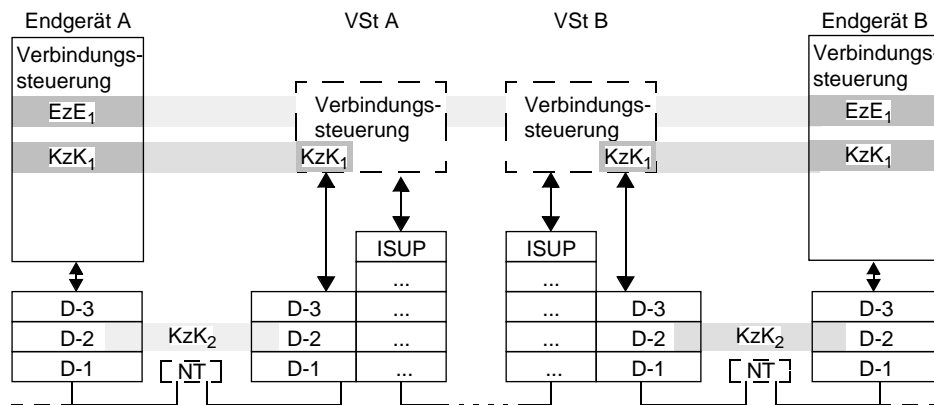 Endgerät A VSt A VSt B Endgerät B
Verbindungs-
steuerung
EzE1
KzK1
Verbindungs-
steuerung
KzK1
Verbindungs-
steuerung
KzK1
Verbindungs-
steuerung
EzE1
KzK1
ISUP ISUP
... ...
D-3 D-3 ... ... D-3 D-3
D-2 KzK2 D-2 ... ... D-2 KzK2 D-2
D-1 NT D-1 ... ... D-1 NT D-1